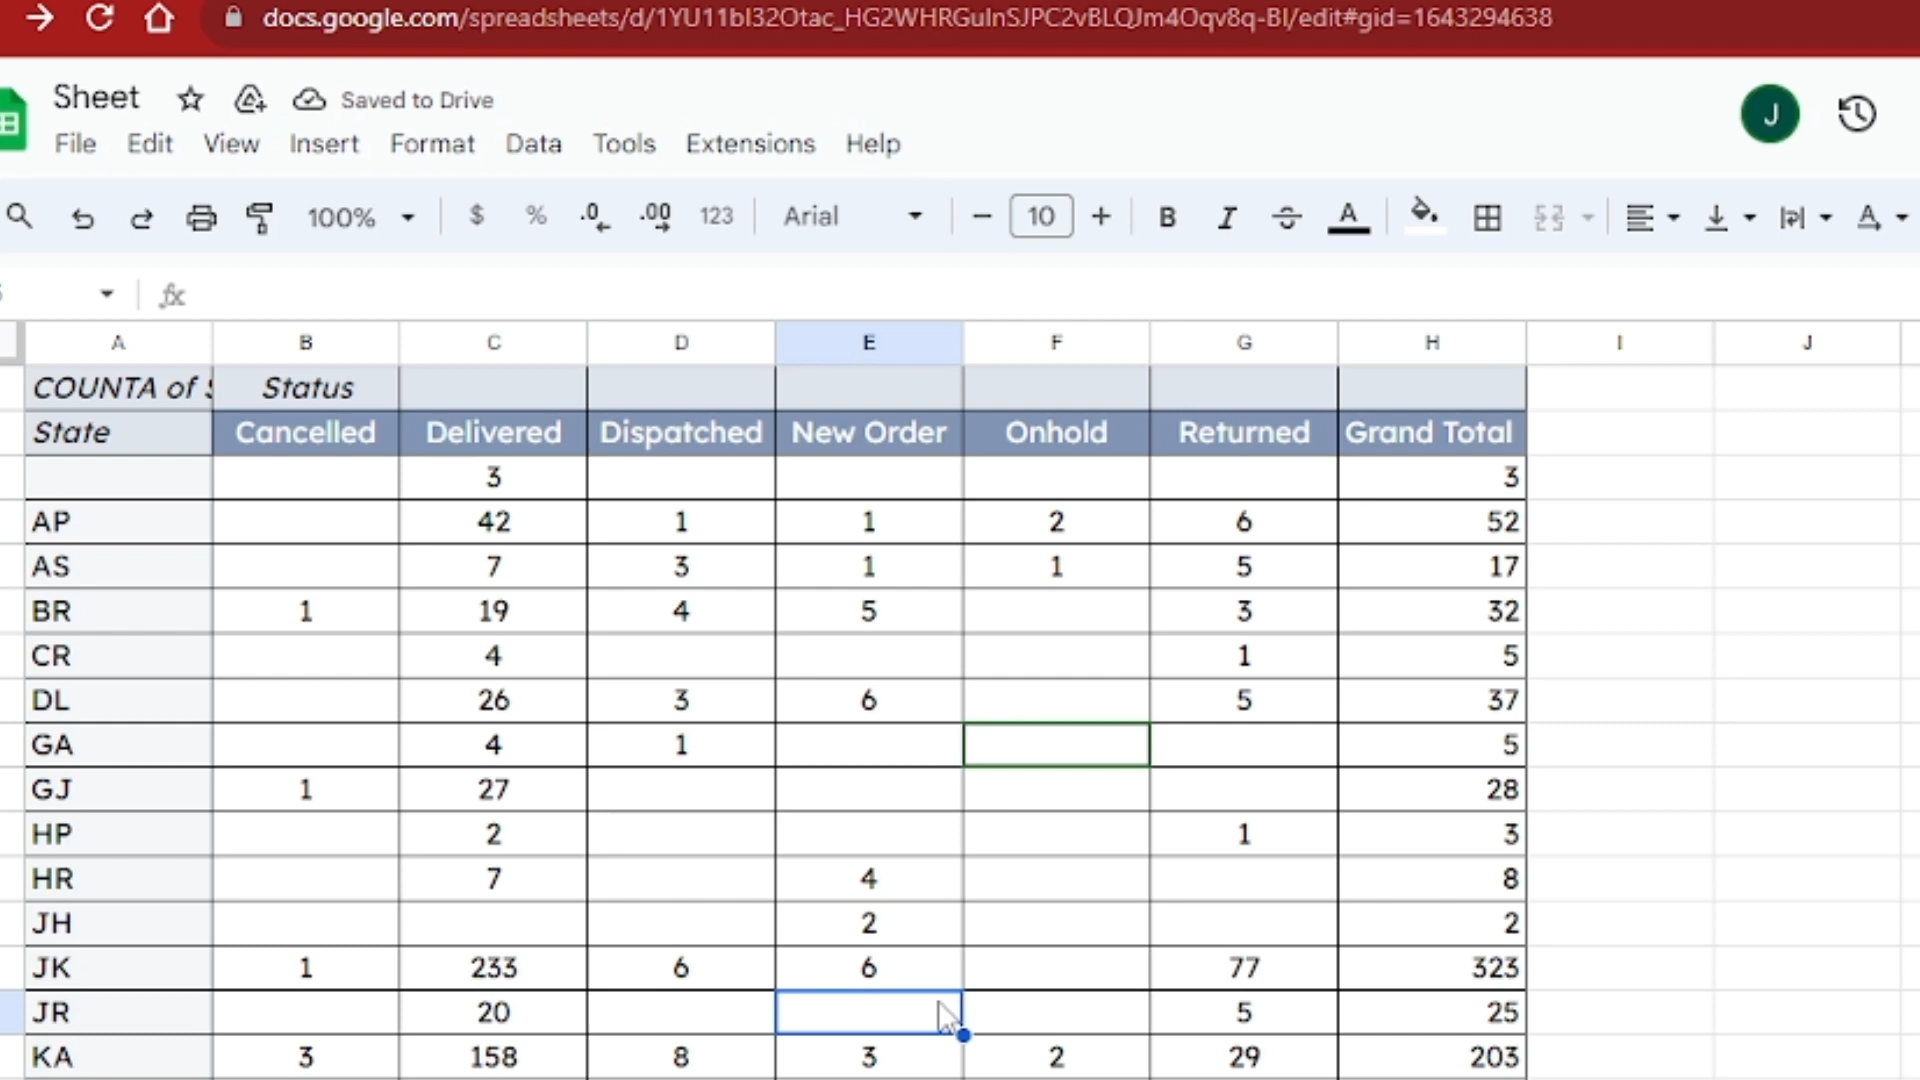 docs.google.com/spreadsheets/d/1YU11bI32Otac_HG2WHRGuInSJPC2vBLQJm4Oqv8q-BI/edit#gid=1643294638
Sheet Saved to Drive
J
File Edit View Insert Format Data Tools Extensions Help
100% $ % .0 .00 123 Arial − 10 + B I S A A
fx
A B C D E F G H I J
COUNTA of Status
State Cancelled Delivered Dispatched New Order Onhold Returned Grand Total
3 3
AP 42 1 1 2 6 52
AS 7 3 1 1 5 17
BR 1 19 4 5 3 32
CR 4 1 5
DL 26 3 6 5 37
GA 4 1 5
GJ 1 27 28
HP 2 1 3
HR 7 4 8
JH 2 2
JK 1 233 6 6 77 323
JR 20 5 25
KA 3 158 8 3 2 29 203